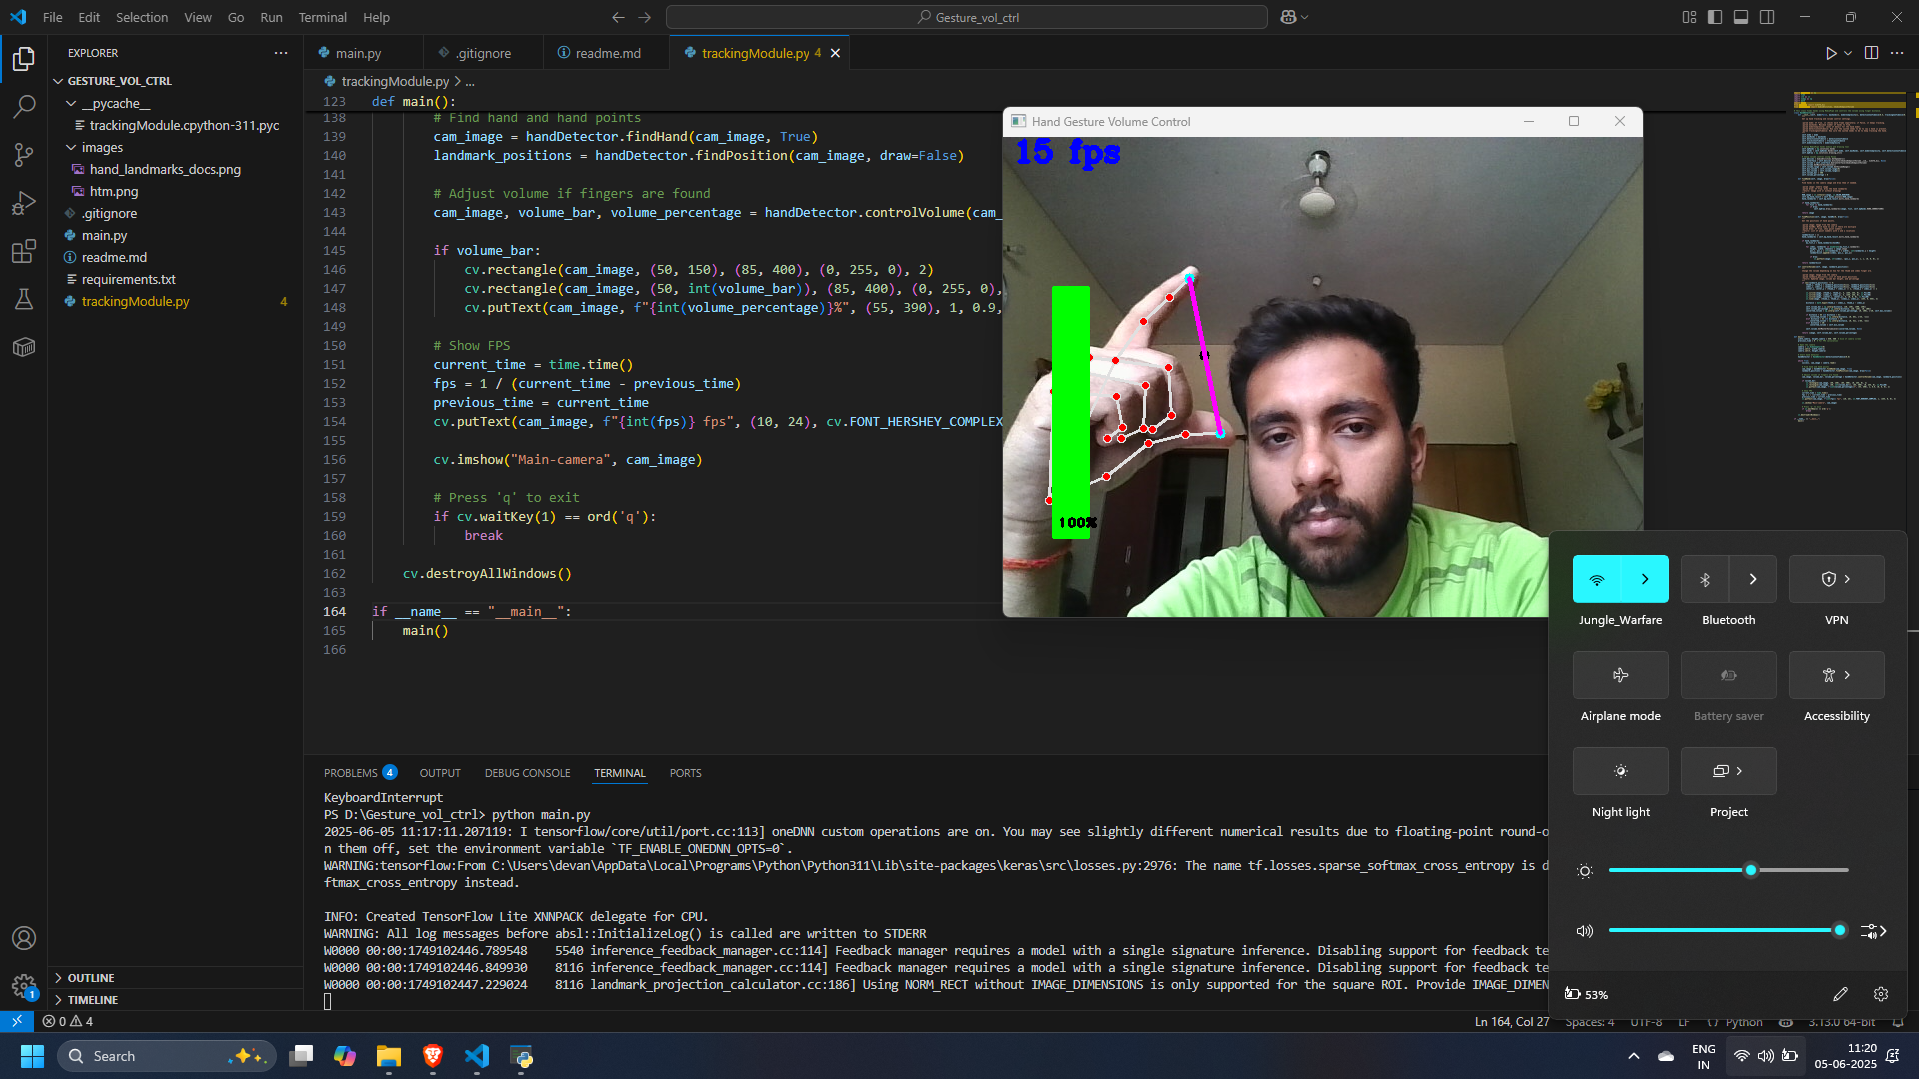 File Edit Selection View Go Run Terminal Help
Gesture_vol_ctrl
EXPLORER
GESTURE_VOL_CTRL
__pycache__
trackingModule.cpython-311.pyc
images
hand_landmarks_docs.png
htm.png
.gitignore
main.py
readme.md
requirements.txt
trackingModule.py 4
OUTLINE
TIMELINE
main.py .gitignore readme.md trackingModule.py 4
trackingModule.py > ...
123 def main():
138 # Find hand and hand points
139 cam_image = handDetector.findHand(cam_image, True)
140 landmark_positions = handDetector.findPosition(cam_image, draw=False)
141
142 # Adjust volume if fingers are found
143 cam_image, volume_bar, volume_percentage = handDetector.controlVolume(cam_
144
145 if volume_bar:
146 cv.rectangle(cam_image, (50, 150), (85, 400), (0, 255, 0), 2)
147 cv.rectangle(cam_image, (50, int(volume_bar)), (85, 400), (0, 255, 0),
148 cv.putText(cam_image, f"{int(volume_percentage)}%", (55, 390), 1, 0.9,
149
150 # Show FPS
151 current_time = time.time()
152 fps = 1 / (current_time - previous_time)
153 previous_time = current_time
154 cv.putText(cam_image, f"{int(fps)} fps", (10, 24), cv.FONT_HERSHEY_COMPLEX
155
156 cv.imshow("Main-camera", cam_image)
157
158 # Press 'q' to exit
159 if cv.waitKey(1) == ord('q'):
160 break
161
162 cv.destroyAllWindows()
163
164 if __name__ == "__main__":
165 main()
166
Hand Gesture Volume Control
15 fps
100%
PROBLEMS 4 OUTPUT DEBUG CONSOLE TERMINAL PORTS
KeyboardInterrupt
PS D:\Gesture_vol_ctrl> python main.py
2025-06-05 11:17:11.207119: I tensorflow/core/util/port.cc:113] oneDNN custom operations are on. You may see slightly different numerical results due to floating-point round-o
n them off, set the environment variable `TF_ENABLE_ONEDNN_OPTS=0`.
WARNING:tensorflow:From C:\Users\devan\AppData\Local\Programs\Python\Python311\Lib\site-packages\keras\src\losses.py:2976: The name tf.losses.sparse_softmax_cross_entropy is d
ftmax_cross_entropy instead.
INFO: Created TensorFlow Lite XNNPACK delegate for CPU.
WARNING: All log messages before absl::InitializeLog() is called are written to STDERR
W0000 00:00:1749102446.789548 5540 inference_feedback_manager.cc:114] Feedback manager requires a model with a single signature inference. Disabling support for feedback te
W0000 00:00:1749102446.849930 8116 inference_feedback_manager.cc:114] Feedback manager requires a model with a single signature inference. Disabling support for feedback te
W0000 00:00:1749102447.229024 8116 landmark_projection_calculator.cc:186] Using NORM_RECT without IMAGE_DIMENSIONS is only supported for the square ROI. Provide IMAGE_DIMEN
Jungle_Warfare Bluetooth VPN
Airplane mode Battery saver Accessibility
Night light Project
53%
1
0 4
Ln 164, Col 27 Spaces: 4 UTF-8 LF Python 3.13.0 64-bit
Search
ENG
IN
11:20
05-06-2025